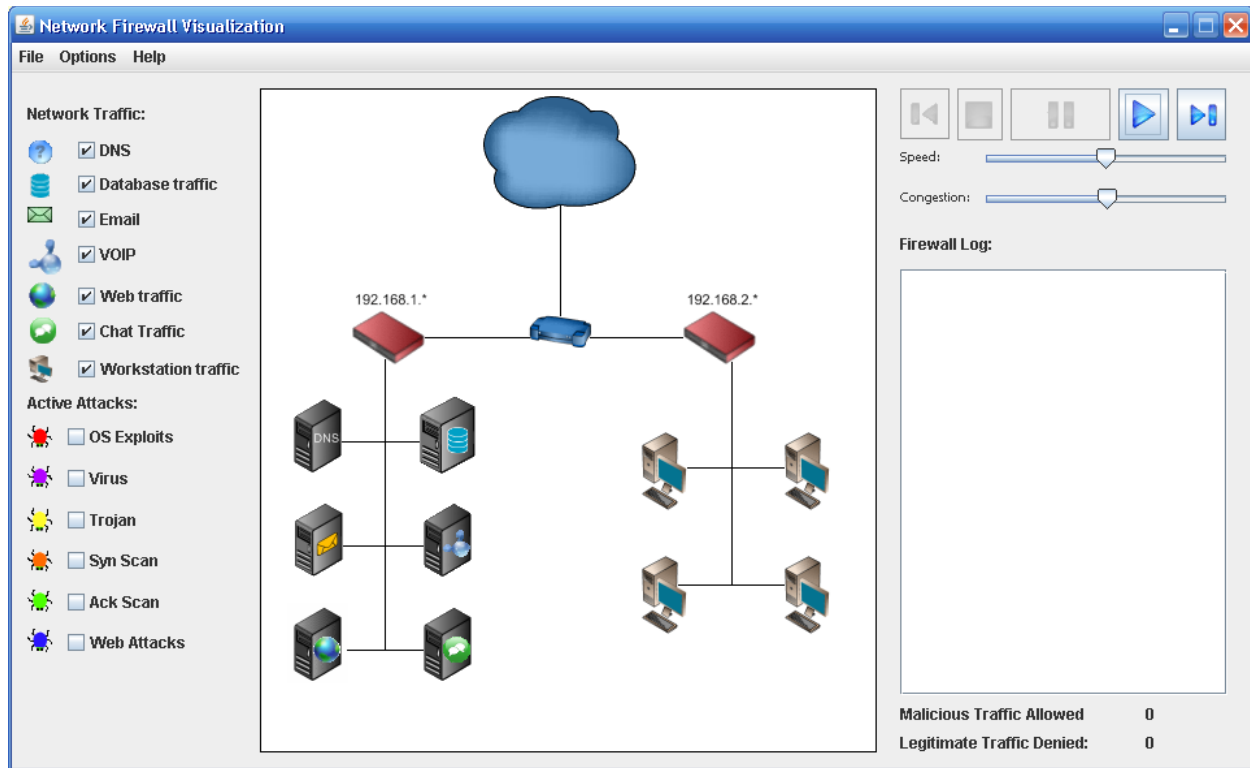 Network Firewall Visualization
File Options Help
Network Traffic:
DNS
Database traffic
Email
VOIP
Web traffic
Chat Traffic
Workstation traffic
Active Attacks:
OS Exploits
Virus
Trojan
Syn Scan
Ack Scan
Web Attacks
192.168.1.*
192.168.2.*
DNS
Speed:
Congestion:
Firewall Log:
Malicious Traffic Allowed 0
Legitimate Traffic Denied: 0